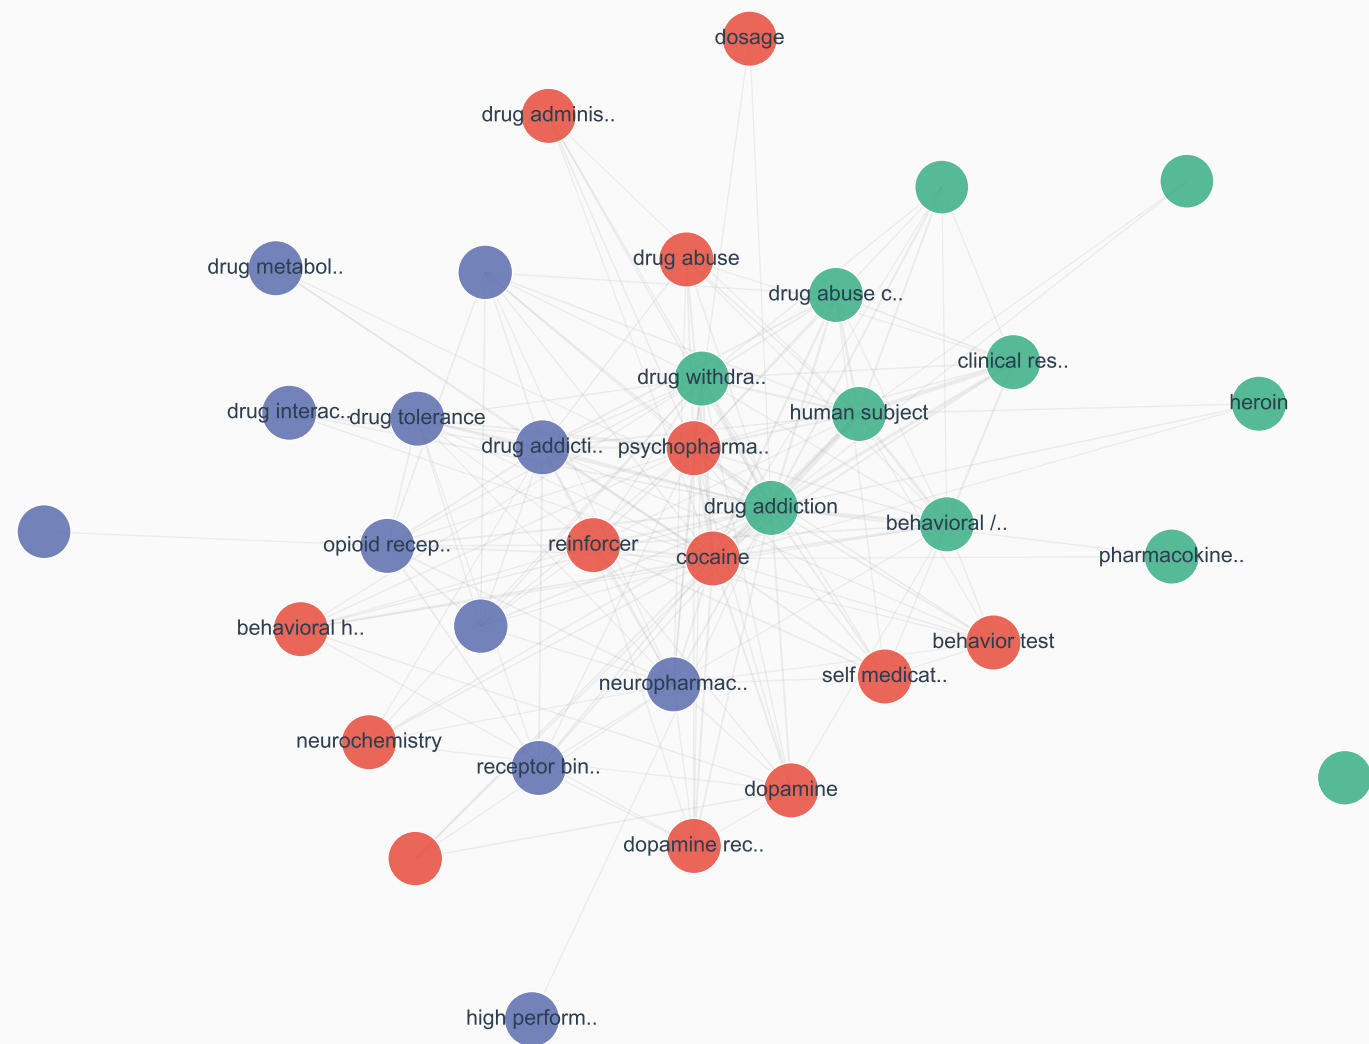 dosage
drug adminis..
drug abuse
drug metabol..
drug abuse c..
clinical res..
drug withdra..
heroin
drug interac..
human subject
drug tolerance
drug addicti..
psychopharma..
drug addiction
behavioral /..
opioid recep..
reinforcer
cocaine
pharmacokine..
behavioral h..
behavior test
self medicat..
neuropharmac..
neurochemistry
receptor bin..
dopamine
dopamine rec..
high perform..